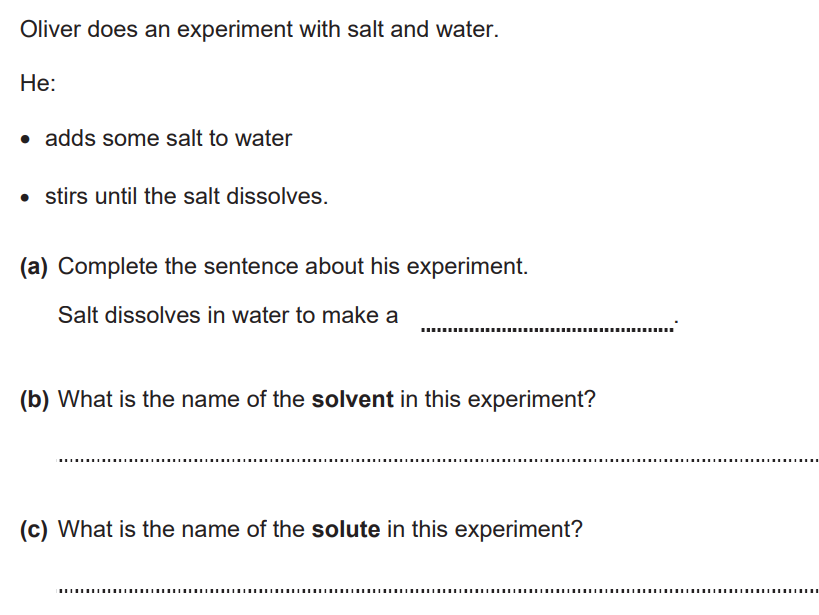 Oliver does an experiment with salt and water.
He:
• adds some salt to water
• stirs until the salt dissolves.
(a) Complete the sentence about his experiment.
Salt dissolves in water to make a ........................................ .
(b) What is the name of the solvent in this experiment?
(c) What is the name of the solute in this experiment?